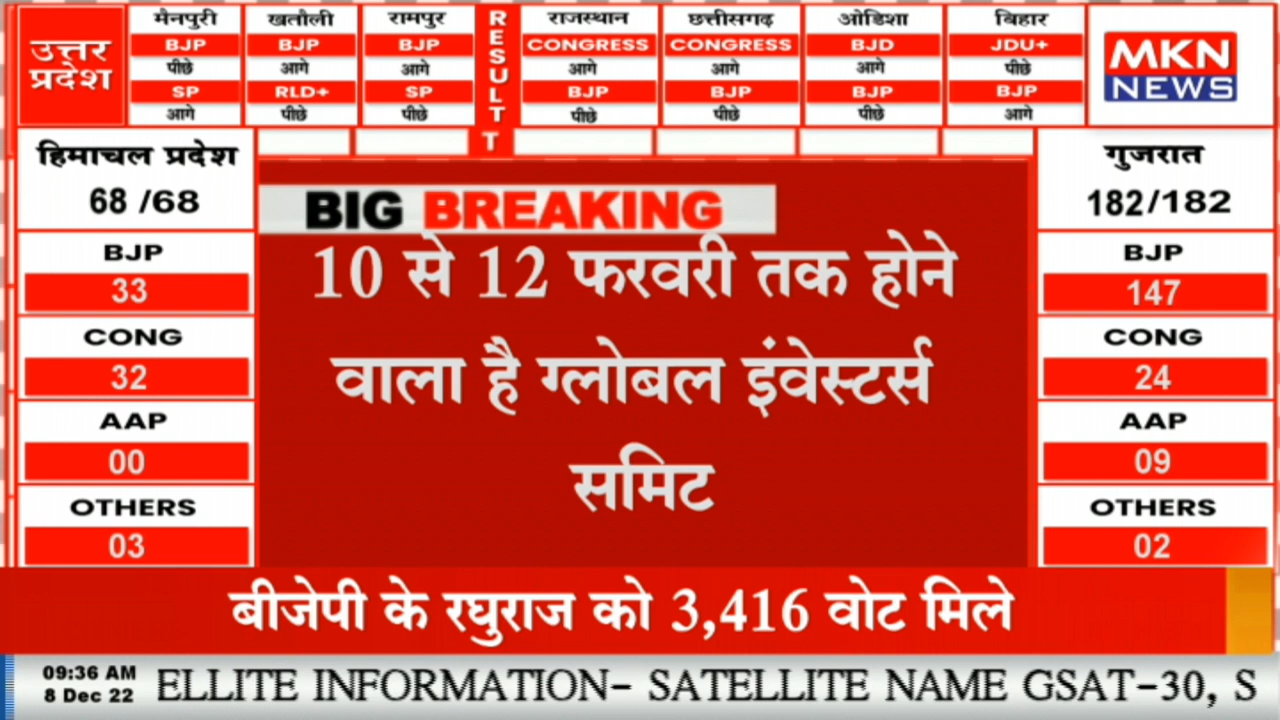 उत्तर
प्रदेश
मैनपुरी
BJP
पीछे
SP
आगे
खतौली
BJP
आगे
RLD+
पीछे
रामपुर
BJP
आगे
SP
पीछे
RESULT
T
राजस्थान
CONGRESS
आगे
BJP
पीछे
छत्तीसगढ़
CONGRESS
आगे
BJP
पीछे
ओडिशा
BJD
आगे
BJP
पीछे
बिहार
JDU+
पीछे
BJP
आगे
MKN
NEWS
हिमाचल प्रदेश
68 /68
BJP
33
CONG
32
AAP
00
OTHERS
03
BIG BREAKING
10 से 12 फरवरी तक होने
वाला है ग्लोबल इंवेस्टर्स
समिट
गुजरात
182/182
BJP
147
CONG
24
AAP
09
OTHERS
02
बीजेपी के रघुराज को 3,416 वोट मिले
09:36 AM
8 Dec 22
ELLITE INFORMATION- SATELLITE NAME GSAT-30, S